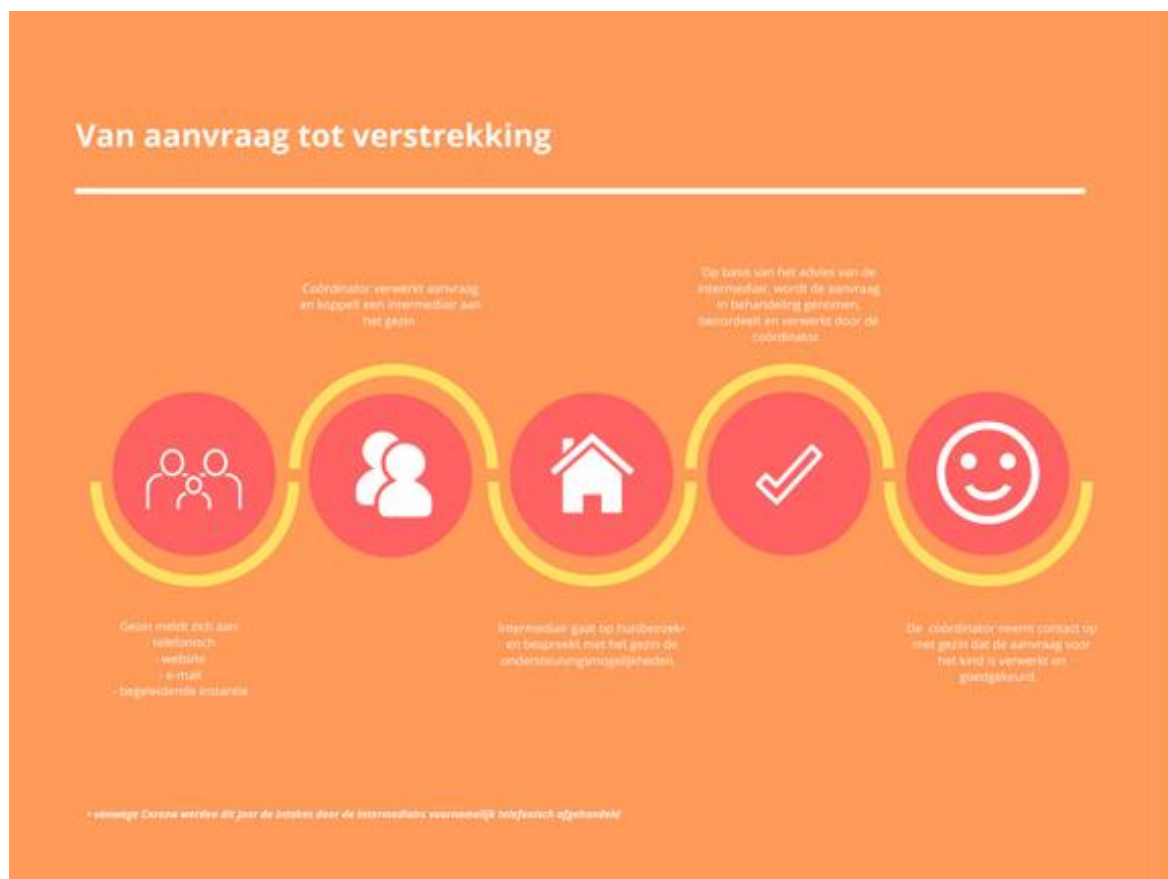 Van aanvraag tot verstrekking
Gezin meldt zich aan:
- telefonisch
- website
- e-mail
- begeleidende instantie
Coördinator verwerkt aanvraag
en koppelt een intermediair aan
het gezin
Intermediair gaat op huisbezoek*
en bespreekt met het gezin de
ondersteuningsmogelijkheden.
Op basis van het advies van de
intermediair, wordt de aanvraag
in behandeling genomen,
beoordeelt en verwerkt door de
coördinator
De coördinator neemt contact op
met gezin dat de aanvraag voor
het kind is verwerkt en
goedgekeurd.
* vanwege Corona werden dit jaar de intakes door de intermediairs voornamelijk telefonisch afgehandeld